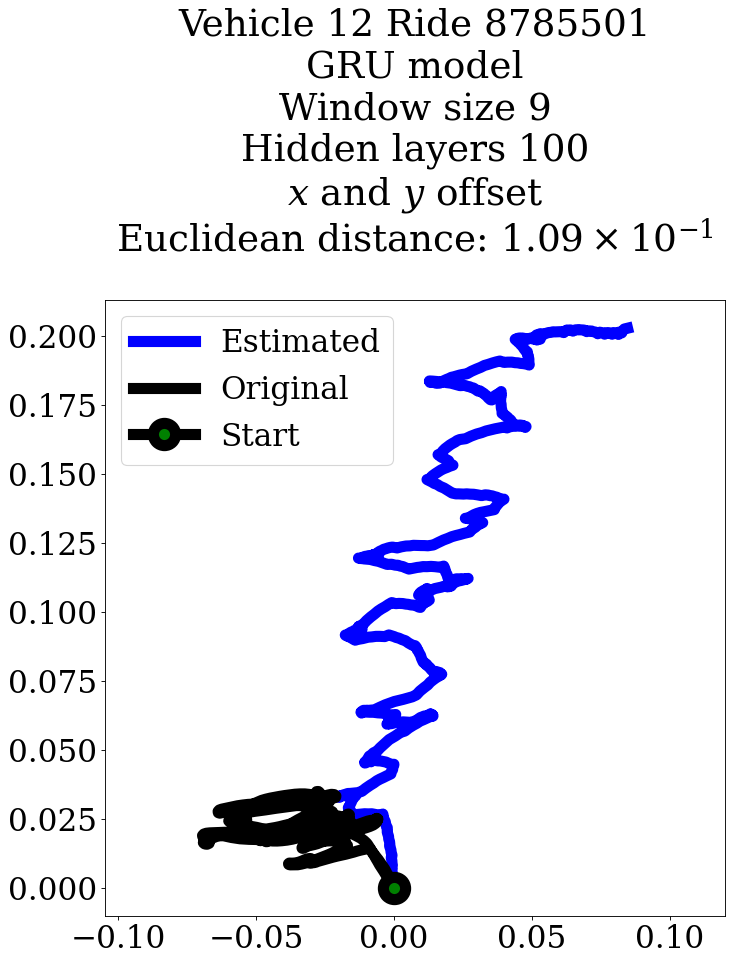 Vehicle 12 Ride 8785501
GRU model
Window size 9
Hidden layers 100
x and y offset
Euclidean distance: 1.09 × 10⁻¹
Estimated
Original
Start
0.200
0.175
0.150
0.125
0.100
0.075
0.050
0.025
0.000
−0.10 −0.05 0.00 0.05 0.10